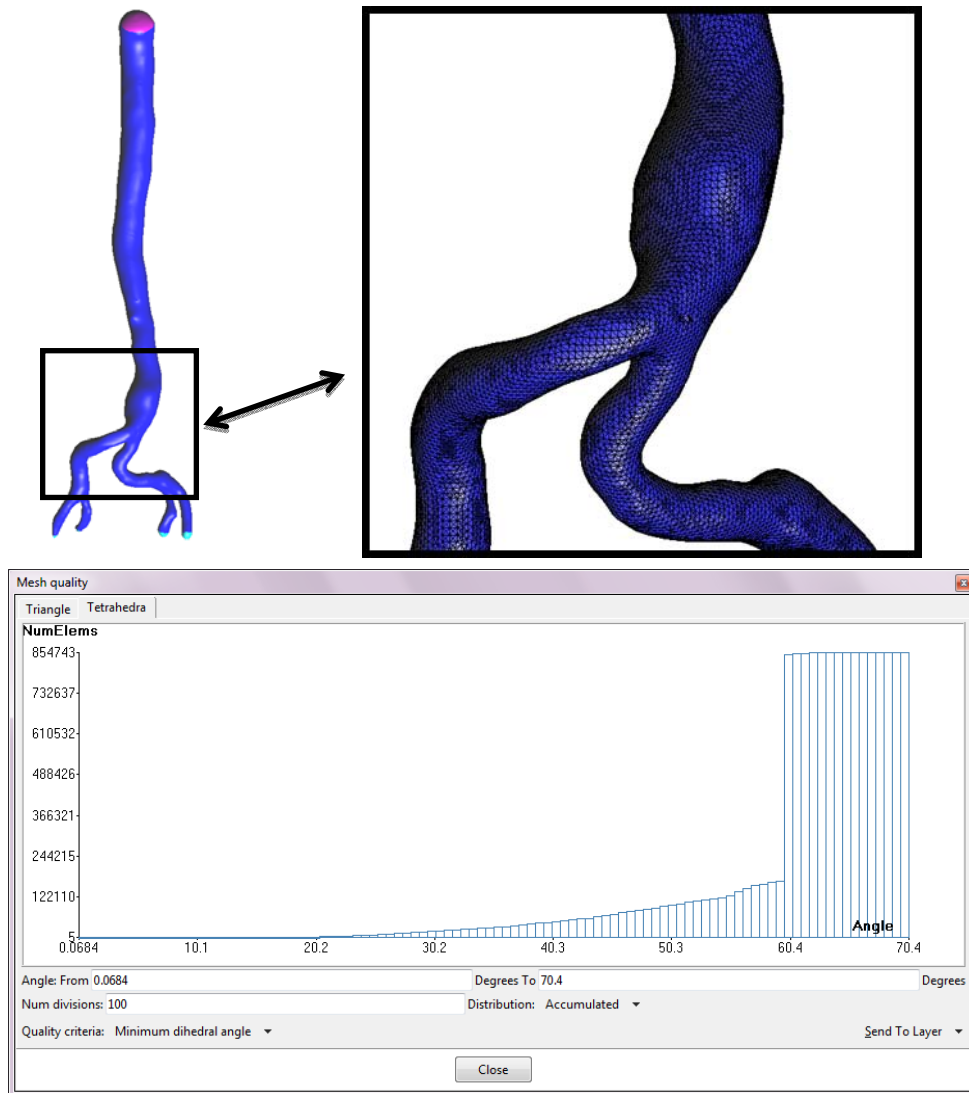 Mesh quality
Triangle Tetrahedra
NumElems
854743
732637
610532
488426
366321
244215
122110
5
0.0684 10.1 20.2 30.2 40.3 50.3 60.4 70.4
Angle
Angle: From 0.0684 Degrees To 70.4 Degrees
Num divisions: 100 Distribution: Accumulated
Quality criteria: Minimum dihedral angle Send To Layer
Close